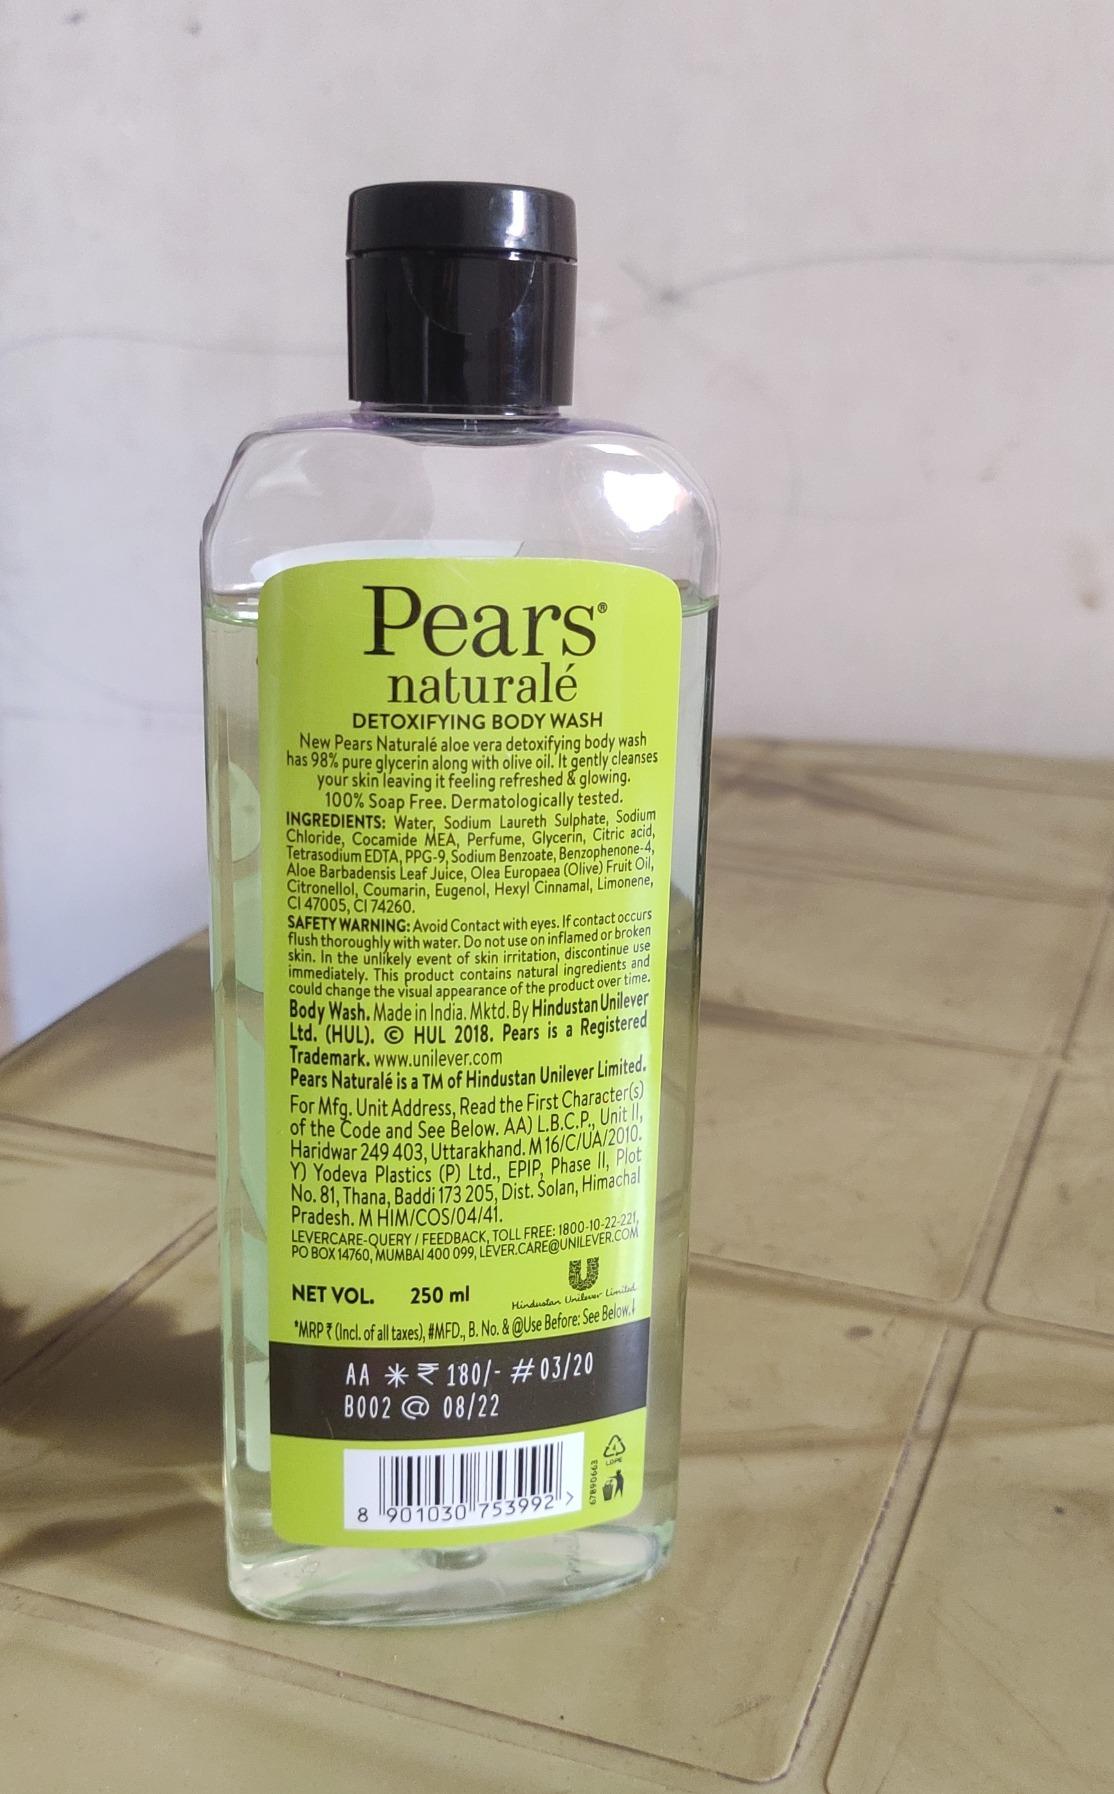 Pears®
naturalé
DETOXIFYING BODY WASH
New Pears Naturalé aloe vera detoxifying body wash
has 98% pure glycerin along with olive oil. It gently cleanses
your skin leaving it feeling refreshed & glowing.
100% Soap Free. Dermatologically tested.
INGREDIENTS: Water, Sodium Laureth Sulphate, Sodium
Chloride, Cocamide MEA, Perfume, Glycerin, Citric acid,
Tetrasodium EDTA, PPG-9, Sodium Benzoate, Benzophenone-4,
Aloe Barbadensis Leaf Juice, Olea Europaea (Olive) Fruit Oil,
Citronellol, Coumarin, Eugenol, Hexyl Cinnamal, Limonene,
CI 47005, CI 74260.
SAFETY WARNING: Avoid Contact with eyes. If contact occurs
flush thoroughly with water. Do not use on inflamed or broken
skin. In the unlikely event of skin irritation, discontinue use
immediately. This product contains natural ingredients and
could change the visual appearance of the product over time.
Body Wash. Made in India. Mktd. By Hindustan Unilever
Ltd. (HUL). © HUL 2018. Pears is a Registered
Trademark. www.unilever.com
Pears Naturalé is a TM of Hindustan Unilever Limited.
For Mfg. Unit Address, Read the First Character(s)
of the Code and See Below. AA) L.B.C.P., Unit II,
Haridwar 249 403, Uttarakhand. M 16/C/UA/2010.
Y) Yodeva Plastics (P) Ltd., EPIP, Phase II, Plot
No. 81, Thana, Baddi 173 205, Dist. Solan, Himachal
Pradesh. M HIM/COS/04/41.
LEVERCARE-QUERY / FEEDBACK, TOLL FREE: 1800-10-22-221,
PO BOX 14760, MUMBAI 400 099, LEVER.CARE@UNILEVER.COM
Hindustan Unilever Limited
NET VOL. 250 ml
*MRP ₹ (Incl. of all taxes), #MFD., B. No. & @Use Before: See Below.↓
AA * ₹ 180/- # 03/20
B002 @ 08/22
8 901030 753992 >
LDPE
67890663